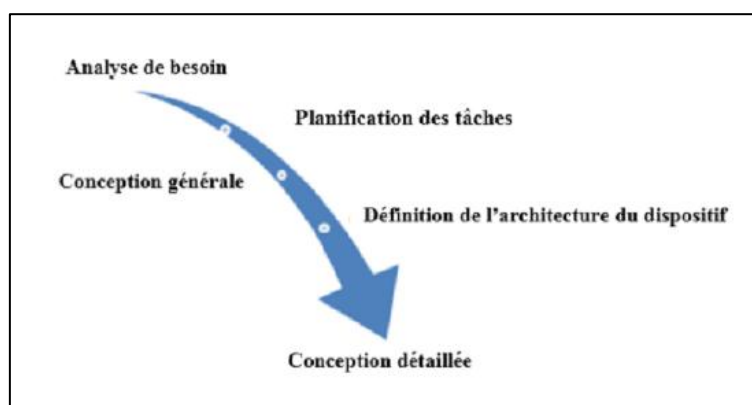 Analyse de besoin
Planification des tâches
Conception générale
Définition de l'architecture du dispositif
Conception détaillée